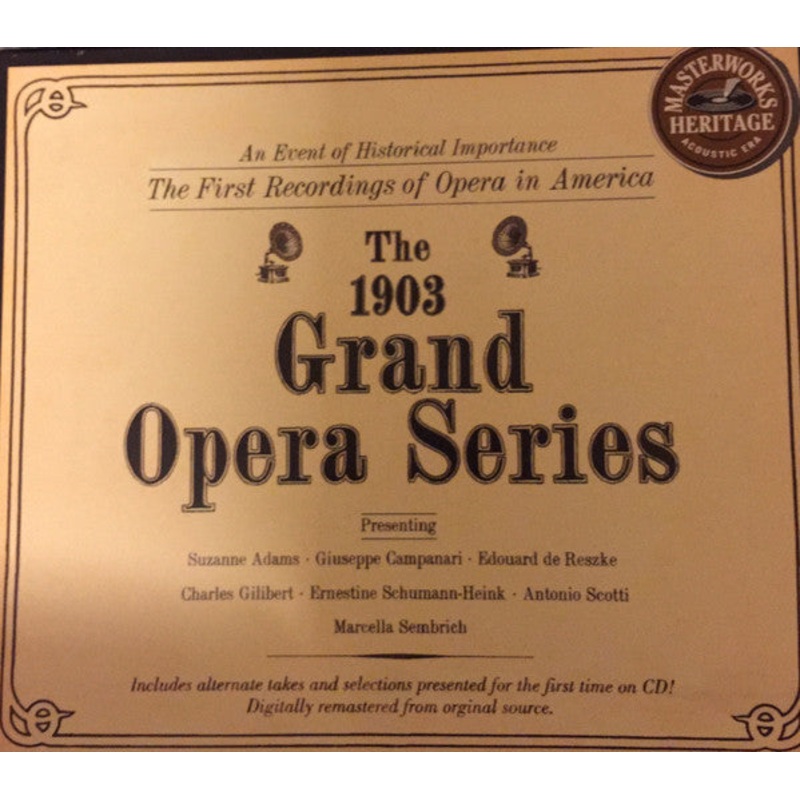 MASTERWORKS
HERITAGE
ACOUSTIC ERA
An Event of Historical Importance
The First Recordings of Opera in America
The
1903
Grand
Opera Series
Presenting
Suzanne Adams · Giuseppe Campanari · Edouard de Reszke
Charles Gilibert · Ernestine Schumann-Heink · Antonio Scotti
Marcella Sembrich
Includes alternate takes and selections presented for the first time on CD!
Digitally remastered from orginal source.